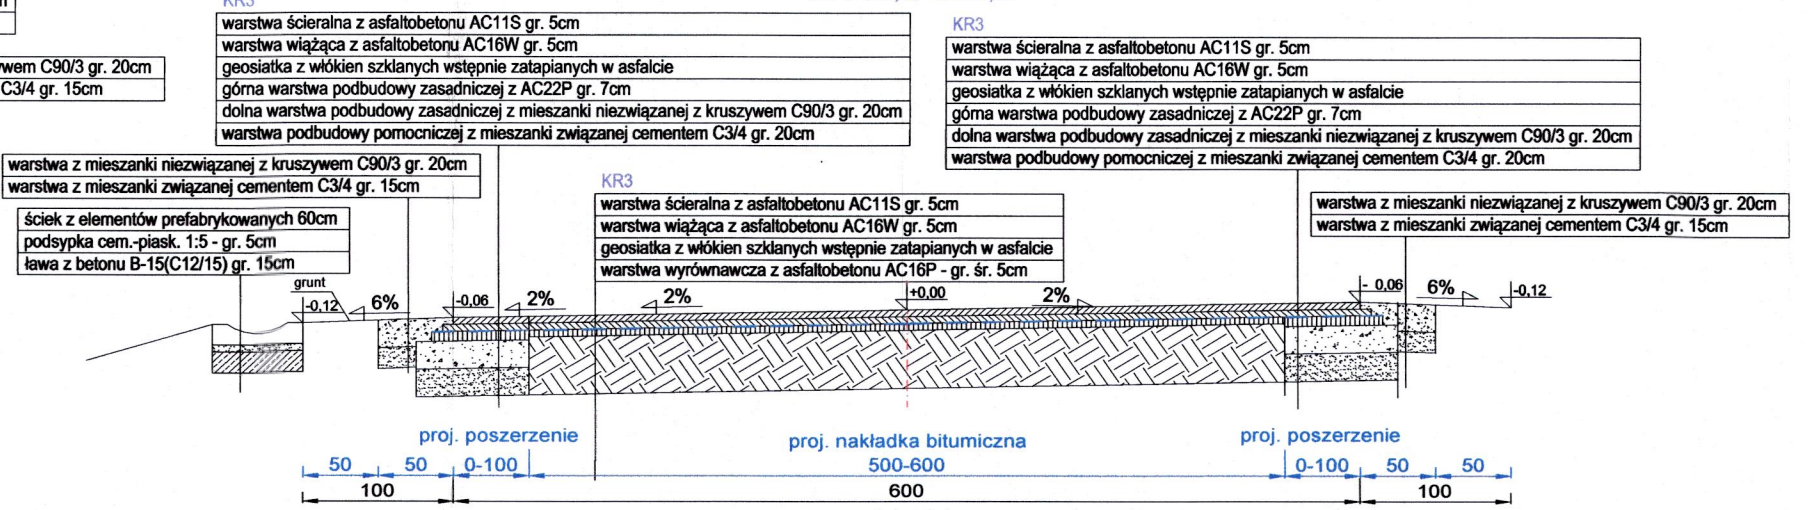 KR3
warstwa ścieralna z asfaltobetonu AC11S gr. 5cm
warstwa wiążąca z asfaltobetonu AC16W gr. 5cm
geosiatka z włókien szklanych wstępnie zatapianych w asfalcie
górna warstwa podbudowy zasadniczej z AC22P gr. 7cm
dolna warstwa podbudowy zasadniczej z mieszanki niezwiązanej z kruszywem C90/3 gr. 20cm
warstwa podbudowy pomocniczej z mieszanki związanej cementem C3/4 gr. 20cm
KR3
warstwa ścieralna z asfaltobetonu AC11S gr. 5cm
warstwa wiążąca z asfaltobetonu AC16W gr. 5cm
geosiatka z włókien szklanych wstępnie zatapianych w asfalcie
górna warstwa podbudowy zasadniczej z AC22P gr. 7cm
dolna warstwa podbudowy zasadniczej z mieszanki niezwiązanej z kruszywem C90/3 gr. 20cm
warstwa podbudowy pomocniczej z mieszanki związanej cementem C3/4 gr. 20cm
ywem C90/3 gr. 20cm
C3/4 gr. 15cm
warstwa z mieszanki niezwiązanej z kruszywem C90/3 gr. 20cm
warstwa z mieszanki związanej cementem C3/4 gr. 15cm
ściek z elementów prefabrykowanych 60cm
podsypka cem.-piask. 1:5 - gr. 5cm
ława z betonu B-15(C12/15) gr. 15cm
KR3
warstwa ścieralna z asfaltobetonu AC11S gr. 5cm
warstwa wiążąca z asfaltobetonu AC16W gr. 5cm
geosiatka z włókien szklanych wstępnie zatapianych w asfalcie
warstwa wyrównawcza z asfaltobetonu AC16P - gr. śr. 5cm
warstwa z mieszanki niezwiązanej z kruszywem C90/3 gr. 20cm
warstwa z mieszanki związanej cementem C3/4 gr. 15cm
grunt
-0,12 6% -0,06 2% 2% +0,00 2% - 0,06 6% -0,12
proj. poszerzenie proj. nakładka bitumiczna proj. poszerzenie
50 50 0-100 500-600 0-100 50 50
100 600 100